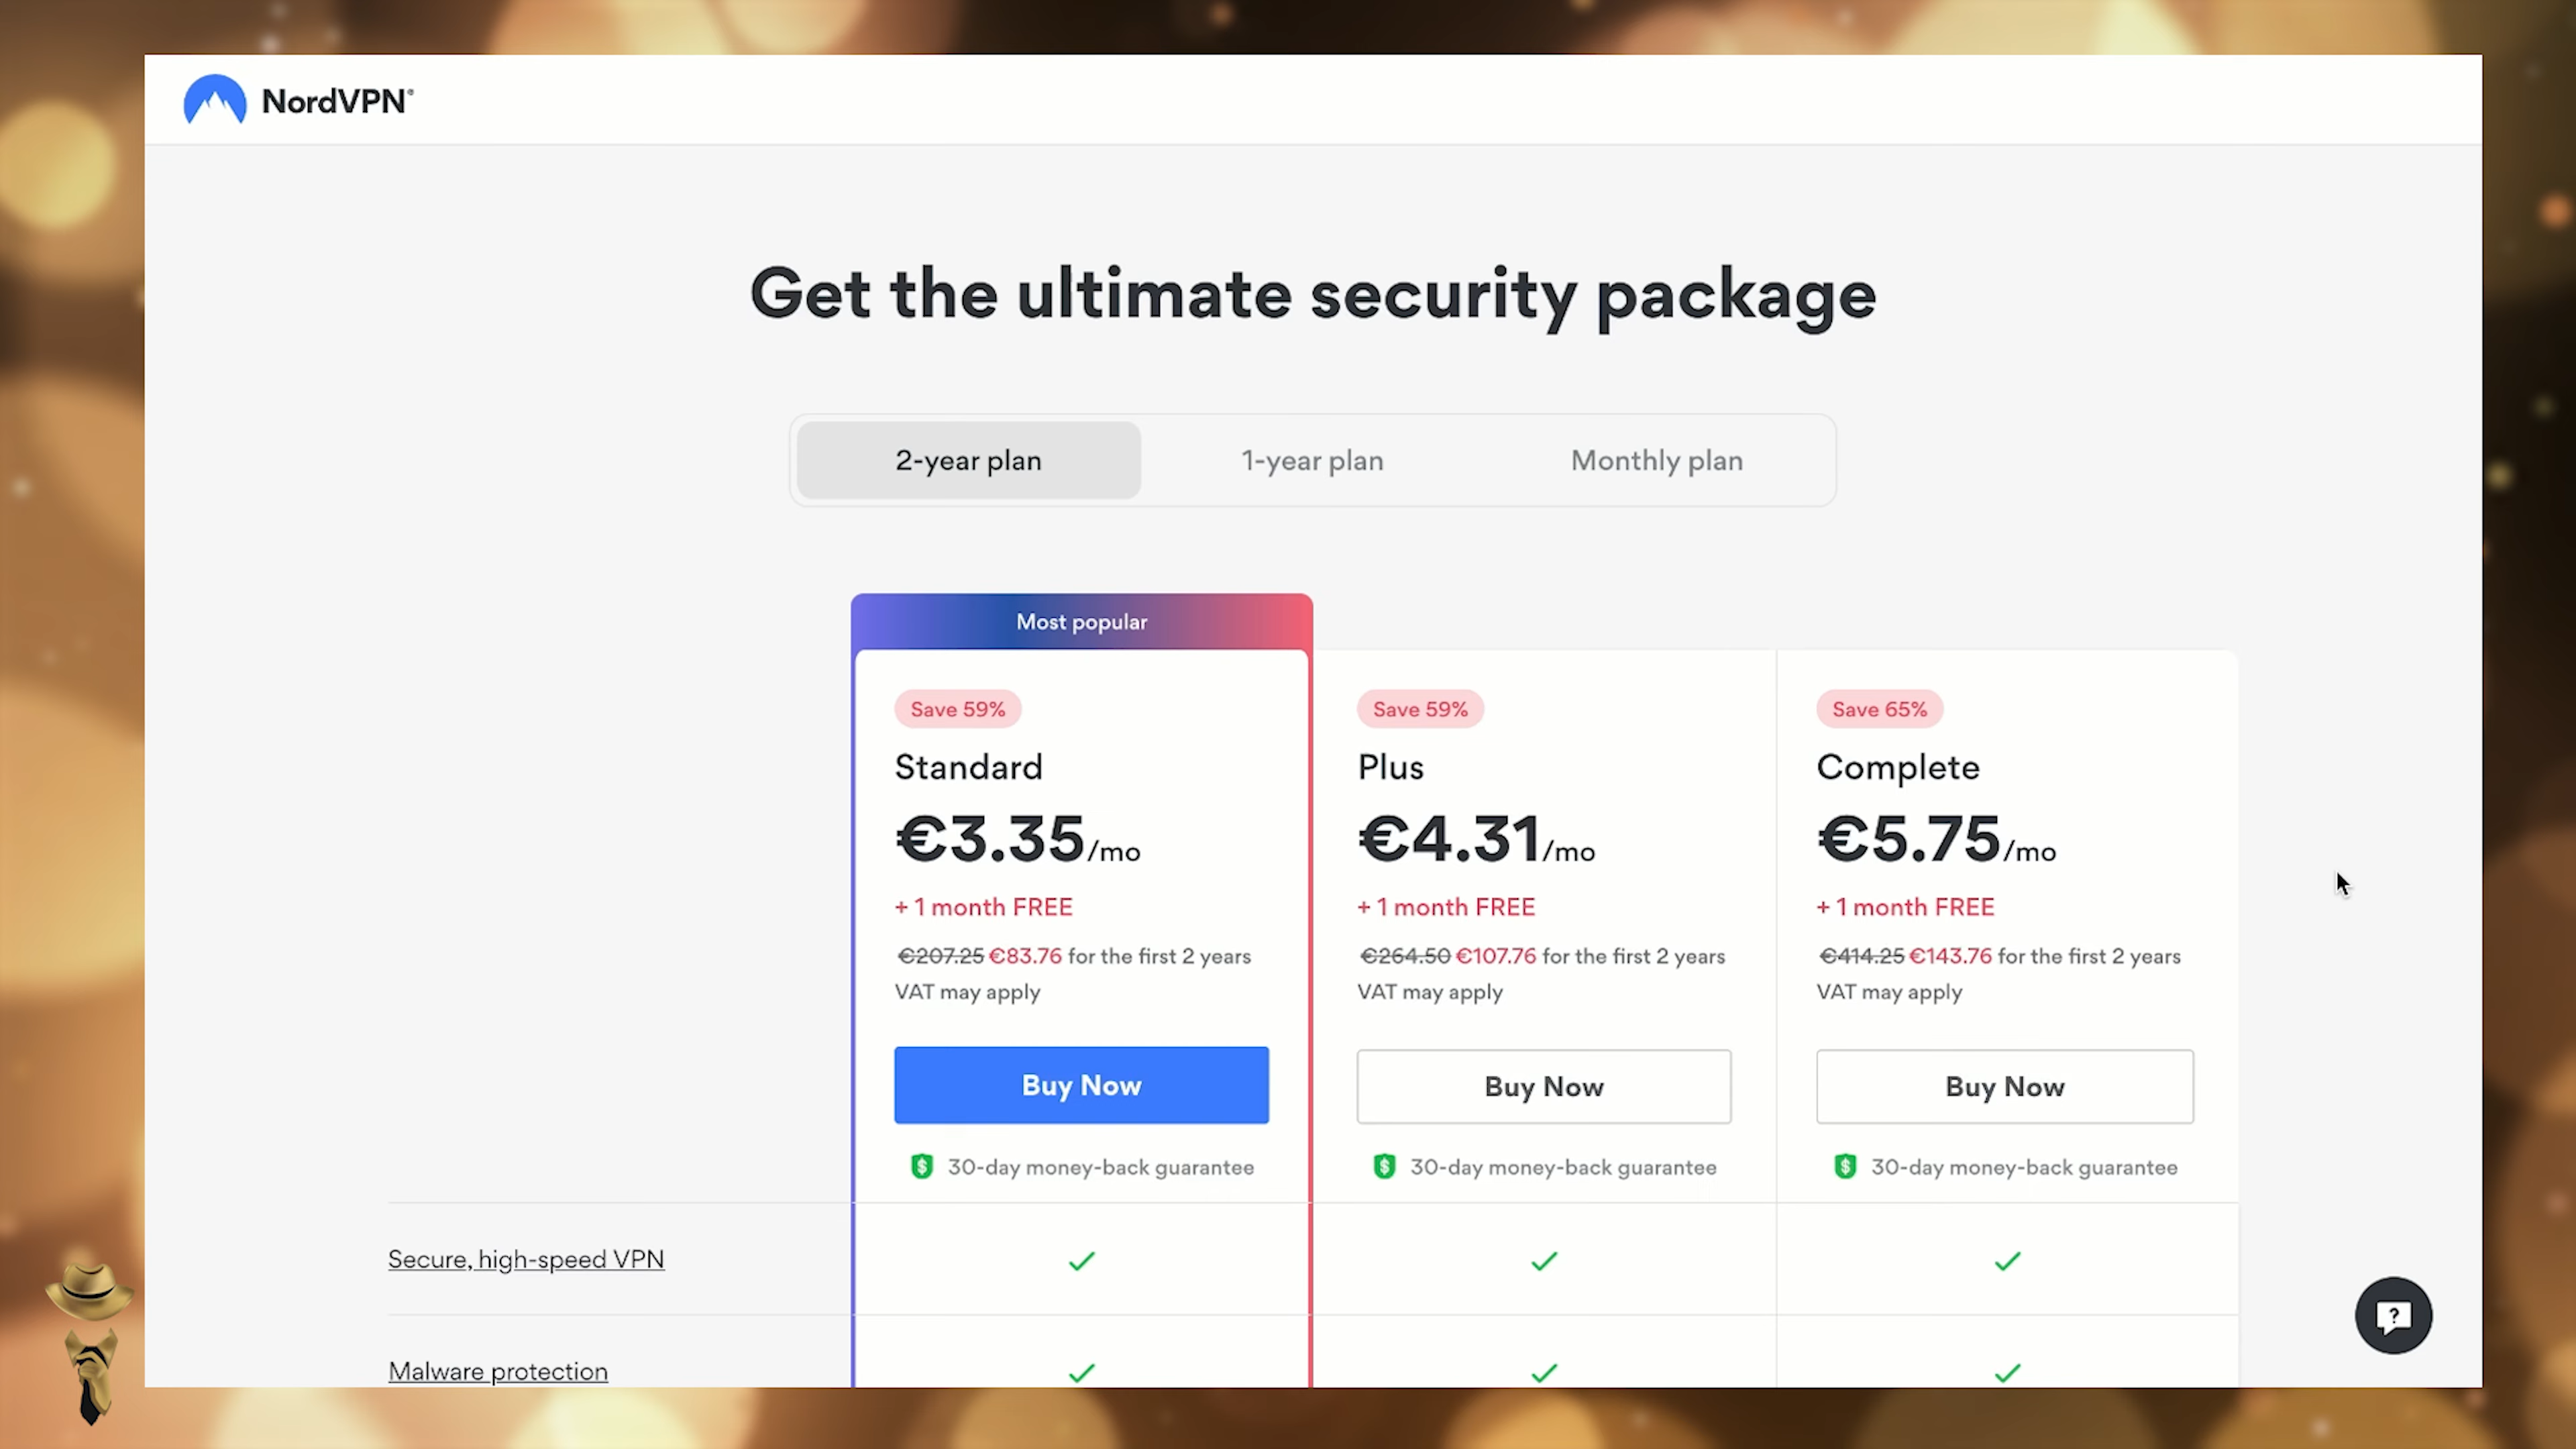 NordVPN®
Get the ultimate security package
2-year plan
1-year plan
Monthly plan
Most popular
Save 59%
Standard
€3.35/mo
+ 1 month FREE
€207.25 €83.76 for the first 2 years
VAT may apply
Buy Now
30-day money-back guarantee
Save 59%
Plus
€4.31/mo
+ 1 month FREE
€264.50 €107.76 for the first 2 years
VAT may apply
Buy Now
30-day money-back guarantee
Save 65%
Complete
€5.75/mo
+ 1 month FREE
€414.25 €143.76 for the first 2 years
VAT may apply
Buy Now
30-day money-back guarantee
Secure, high-speed VPN
Malware protection